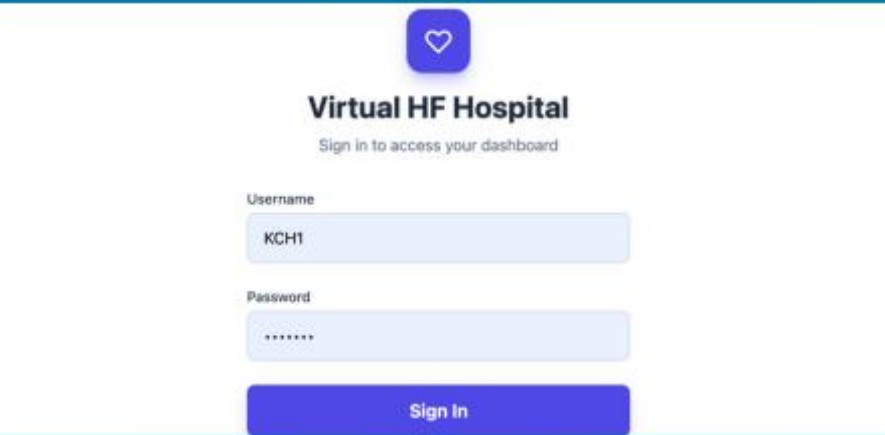 Virtual HF Hospital
Sign in to access your dashboard
Username
KCH1
Password
•••••••
Sign In